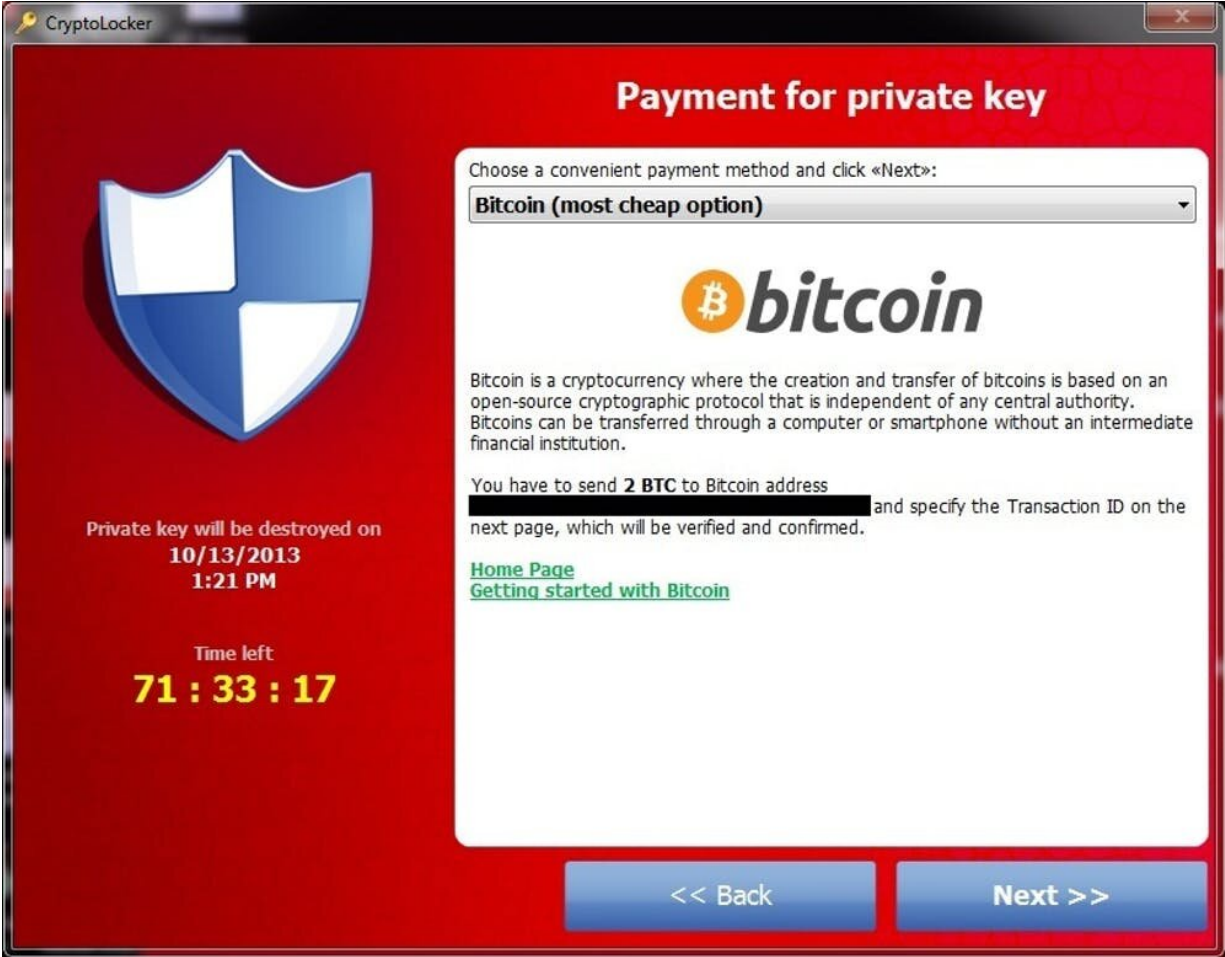 CryptoLocker
Payment for private key
Choose a convenient payment method and click «Next»:
Bitcoin (most cheap option)
bitcoin
Bitcoin is a cryptocurrency where the creation and transfer of bitcoins is based on an
open-source cryptographic protocol that is independent of any central authority.
Bitcoins can be transferred through a computer or smartphone without an intermediate
financial institution.
You have to send 2 BTC to Bitcoin address
and specify the Transaction ID on the
next page, which will be verified and confirmed.
Home Page
Getting started with Bitcoin
Private key will be destroyed on
10/13/2013
1:21 PM
Time left
71 : 33 : 17
<< Back
Next >>